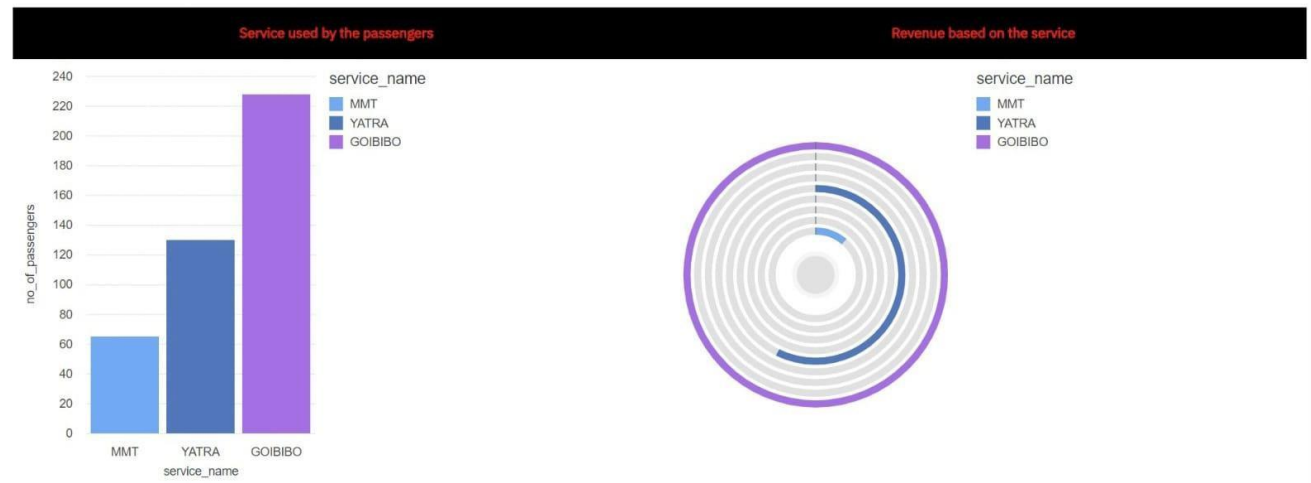 Service used by the passengers
Revenue based on the service
240
220
200
180
160
140
120
100
80
60
40
20
0
no_of_passengers
MMT
YATRA
GOIBIBO
service_name
service_name
MMT
YATRA
GOIBIBO
service_name
MMT
YATRA
GOIBIBO